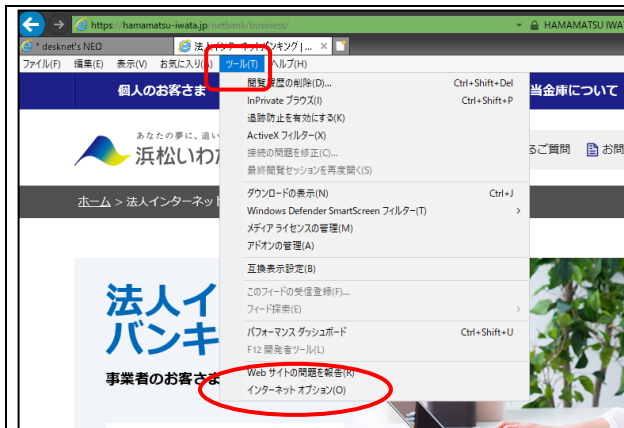 https://hamamatsu-iwata.jp/netbank/business/
HAMAMATSU IWA
* desknet's NEO
法人インターネットバンキング | ...
ファイル(F) 編集(E) 表示(V) お気に入り(A) ツール(T) ヘルプ(H)
個人のお客さま
当金庫について
あなたの夢に、追い
浜松いわ
るご質問 お問
ホーム > 法人インターネット
閲覧履歴の削除(D)... Ctrl+Shift+Del
InPrivate ブラウズ(I) Ctrl+Shift+P
追跡防止を有効にする(K)
ActiveX フィルター(X)
接続の問題を修正(C)...
最終閲覧セッションを再度開く(S)
ダウンロードの表示(N) Ctrl+J
Windows Defender SmartScreen フィルター(T)
メディア ライセンスの管理(M)
アドオンの管理(A)
互換表示設定(B)
このフィードの受信登録(F)...
フィード探索(E)
パフォーマンス ダッシュボード Ctrl+Shift+U
F12 開発者ツール(L)
Web サイトの問題を報告(R)
インターネット オプション(O)
法人イ
バンキ
事業者のお客さま